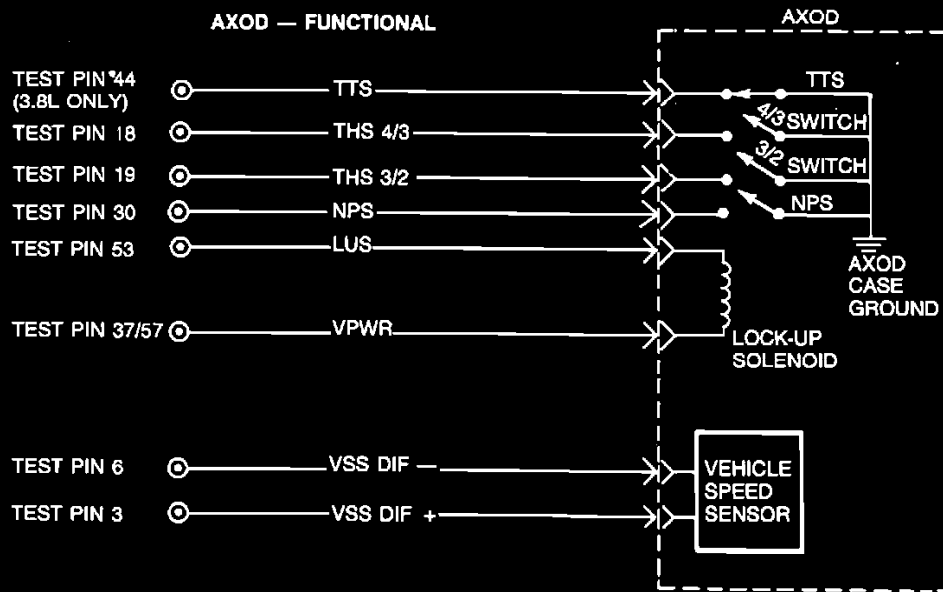 AXOD — FUNCTIONAL
AXOD
TEST PIN 44
(3.8L ONLY)
TTS
TTS
TEST PIN 18
THS 4/3
4/3 SWITCH
TEST PIN 19
THS 3/2
3/2 SWITCH
TEST PIN 30
NPS
NPS
TEST PIN 53
LUS
AXOD
CASE
GROUND
TEST PIN 37/57
VPWR
LOCK-UP
SOLENOID
TEST PIN 6
VSS DIF —
TEST PIN 3
VSS DIF +
VEHICLE
SPEED
SENSOR